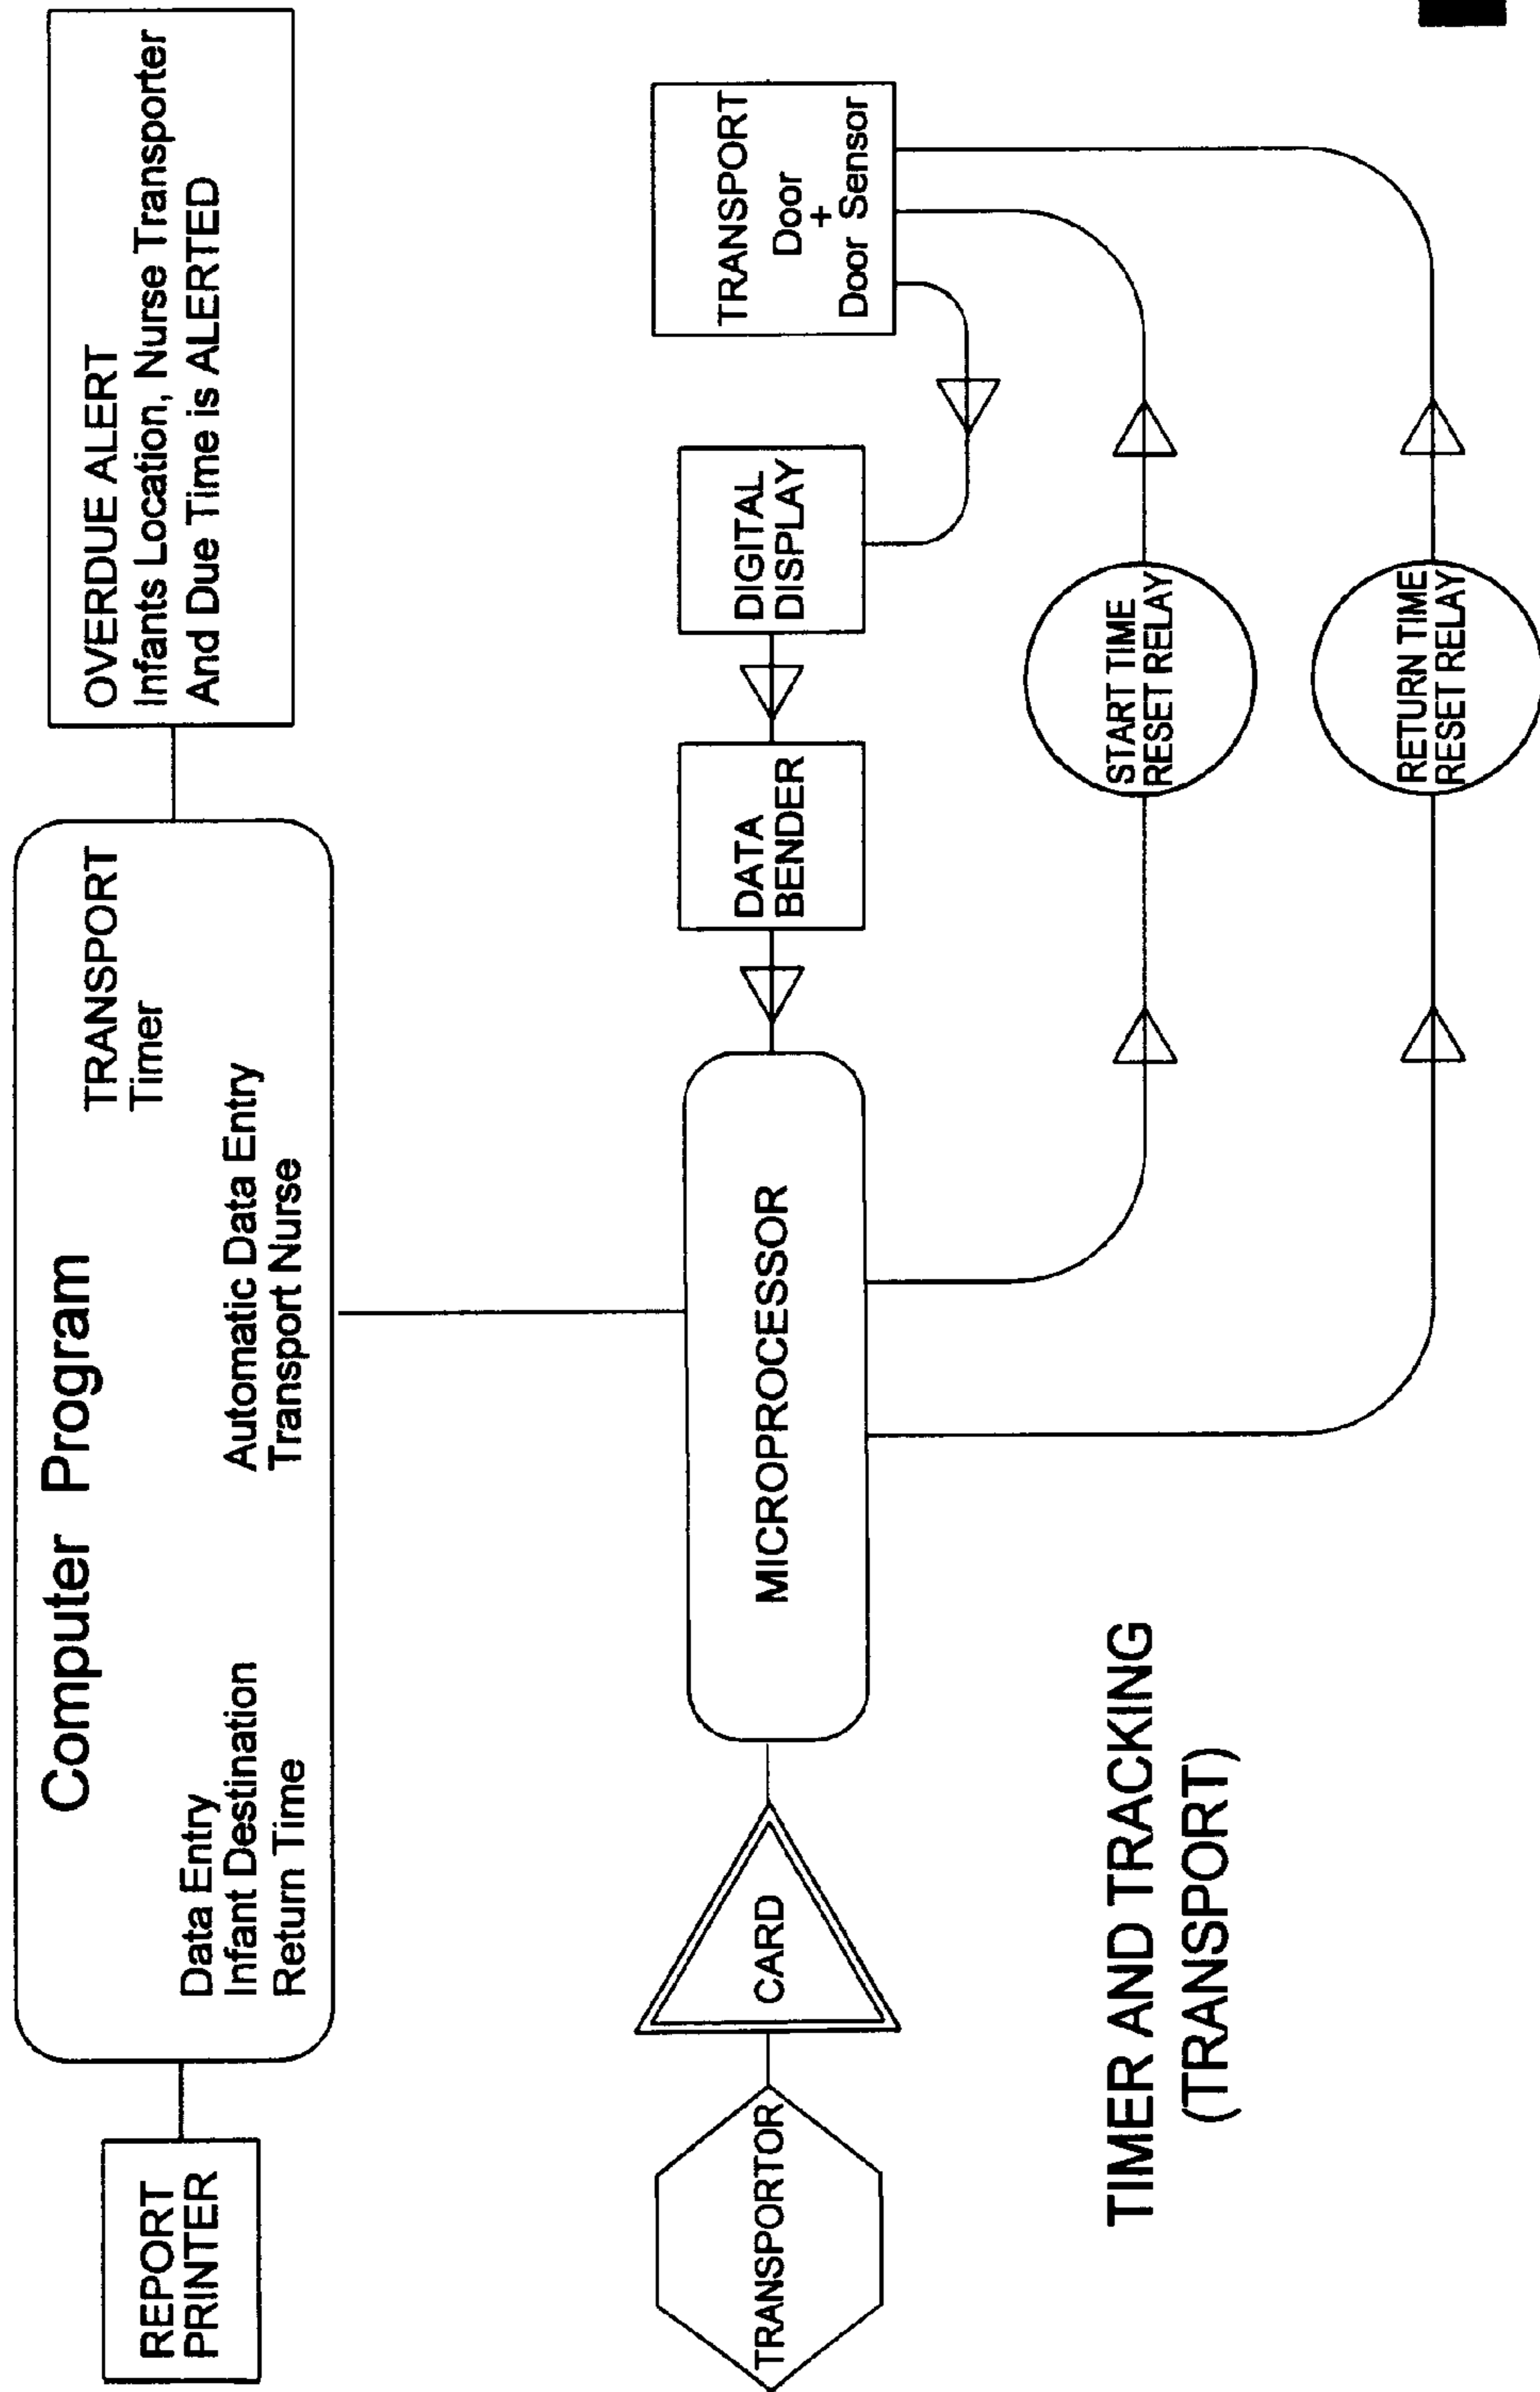 Computer Program
TRANSPORT
Timer
Data Entry
Infant Destination
Return Time
Automatic Data Entry
Transport Nurse
REPORT
PRINTER
OVERDUE ALERT
Infants Location, Nurse Transporter
And Due Time is ALERTED
TRANSPORTOR
CARD
MICROPROCESSOR
DATA
BENDER
DIGITAL
DISPLAY
TRANSPORT
Door
+
Door Sensor
START TIME
RESET RELAY
RETURN TIME
RESET RELAY
TIMER AND TRACKING
(TRANSPORT)